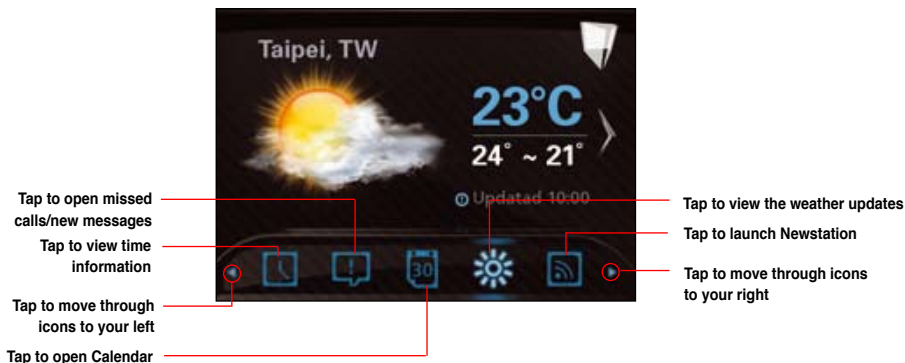 Taipei, TW
23°C
24° ~ 21°
Updatad 10:00
30
Tap to open missed
calls/new messages
Tap to view time
information
Tap to move through
icons to your left
Tap to open Calendar
Tap to view the weather updates
Tap to launch Newstation
Tap to move through icons
to your right